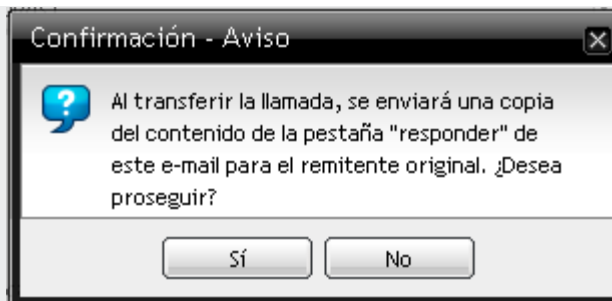 Confirmación - Aviso
Al transferir la llamada, se enviará una copia
del contenido de la pestaña "responder" de
este e-mail para el remitente original. ¿Desea
proseguir?
Sí
No